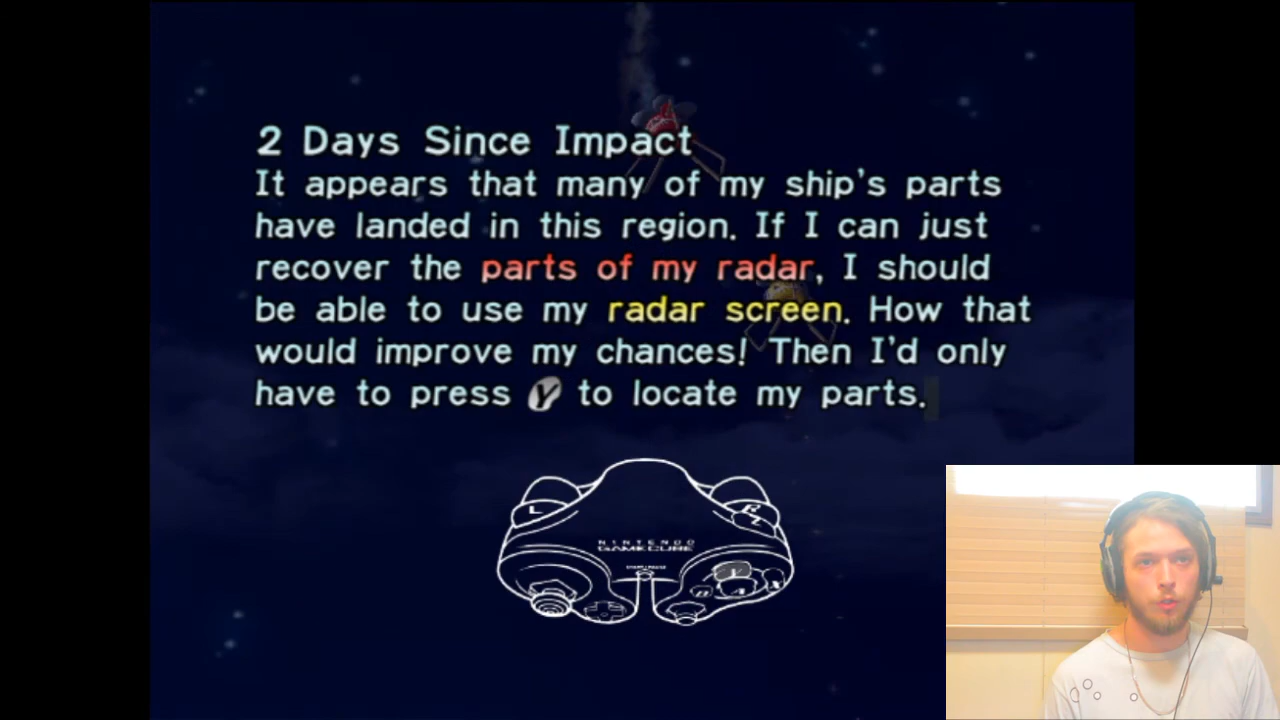 2 Days Since Impact
It appears that many of my ship's parts
have landed in this region. If I can just
recover the parts of my radar, I should
be able to use my radar screen. How that
would improve my chances! Then I'd only
have to press Y to locate my parts.
L R
Z
NINTENDO
GAMECUBE
START/PAUSE
Y
B A X